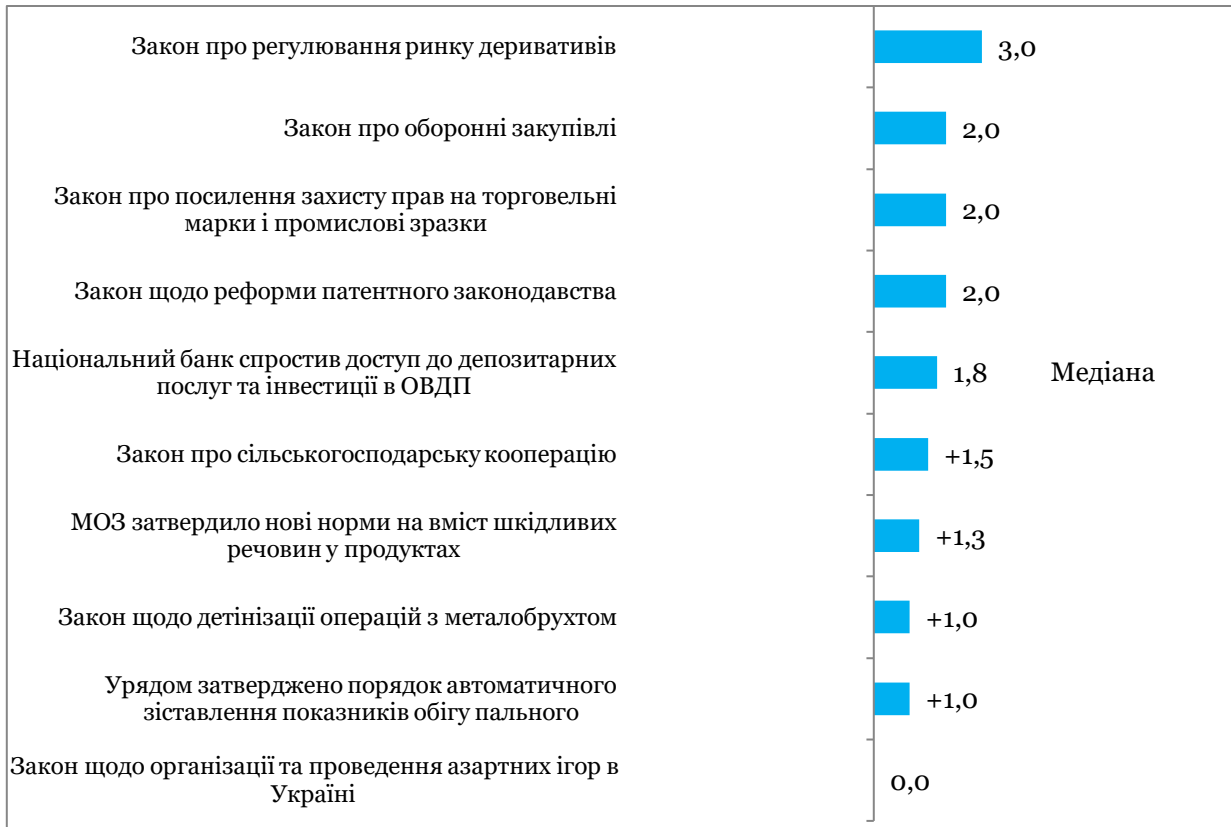 Закон про регулювання ринку деривативів
3,0
Закон про оборонні закупівлі
2,0
Закон про посилення захисту прав на торговельні
марки і промислові зразки
2,0
Закон щодо реформи патентного законодавства
2,0
Національний банк спростив доступ до депозитарних
послуг та інвестиції в ОВДП
1,8 Медіана
Закон про сільськогосподарську кооперацію
+1,5
МОЗ затвердило нові норми на вміст шкідливих
речовин у продуктах
+1,3
Закон щодо детінізації операцій з металобрухтом
+1,0
Урядом затверджено порядок автоматичного
зіставлення показників обігу пального
+1,0
Закон щодо організації та проведення азартних ігор в
Україні
0,0